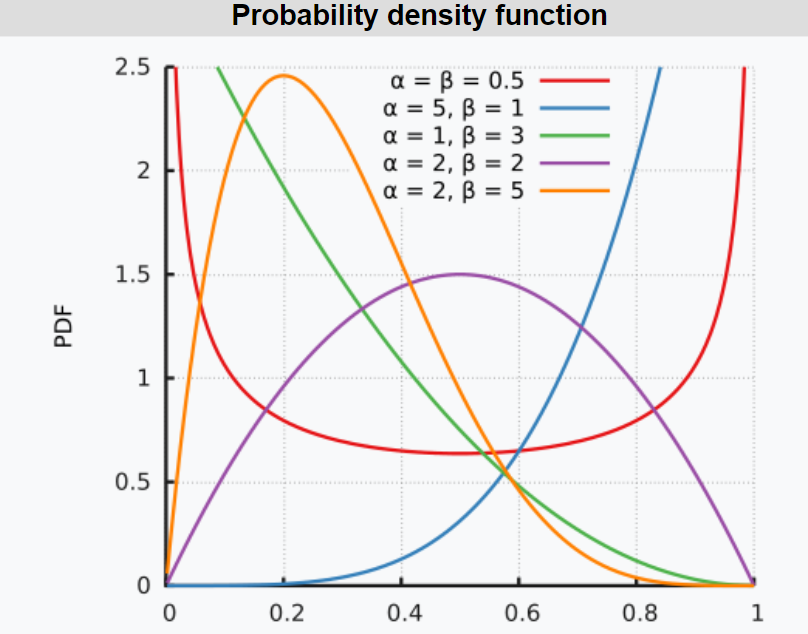 Probability density function
2.5
α = β = 0.5
α = 5, β = 1
α = 1, β = 3
2
α = 2, β = 2
α = 2, β = 5
1.5
PDF
1
0.5
0
0 0.2 0.4 0.6 0.8 1